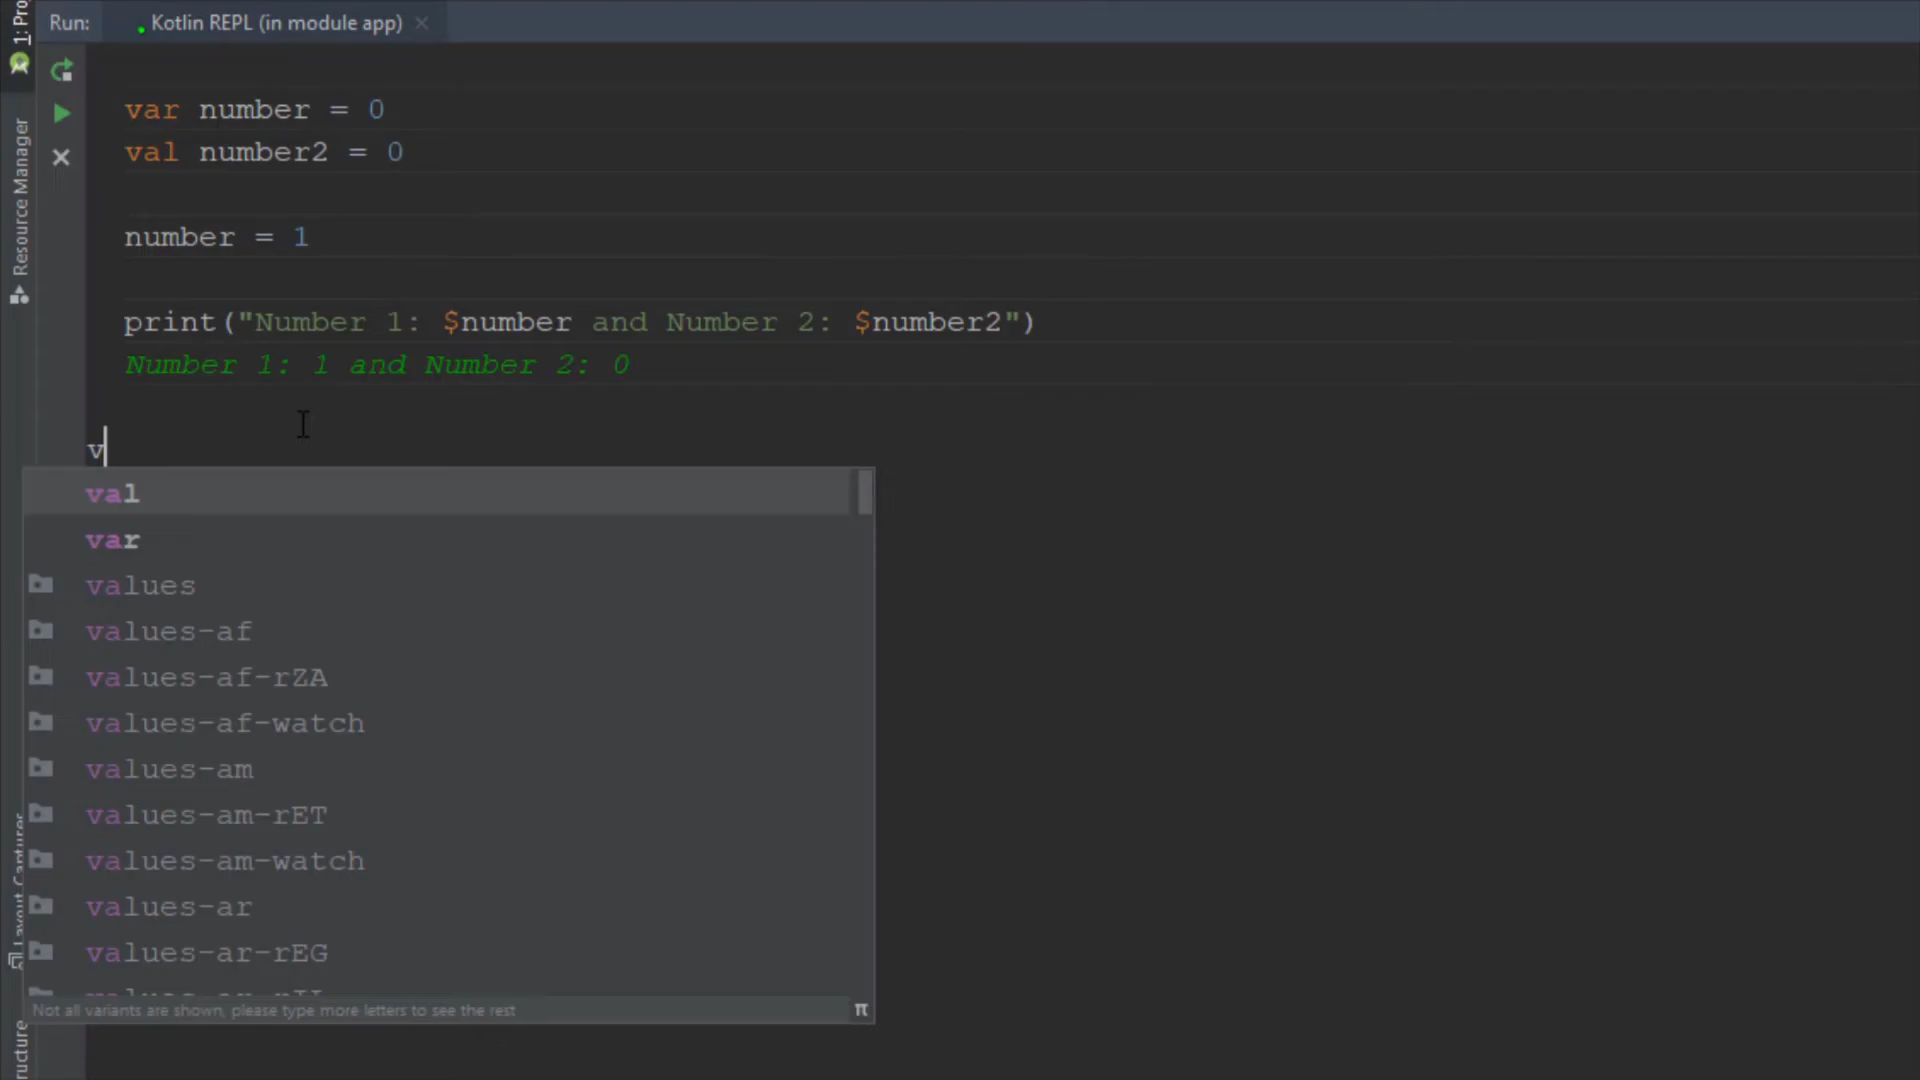 Run: Kotlin REPL (in module app)
1: Pro
Resource Manager
var number = 0
val number2 = 0
number = 1
print("Number 1: $number and Number 2: $number2")
Number 1: 1 and Number 2: 0
v
val
var
values
values-af
values-af-rZA
values-af-watch
values-am
values-am-rET
values-am-watch
values-ar
values-ar-rEG
Not all variants are shown, please type more letters to see the rest
π
Layout Captures
ructure